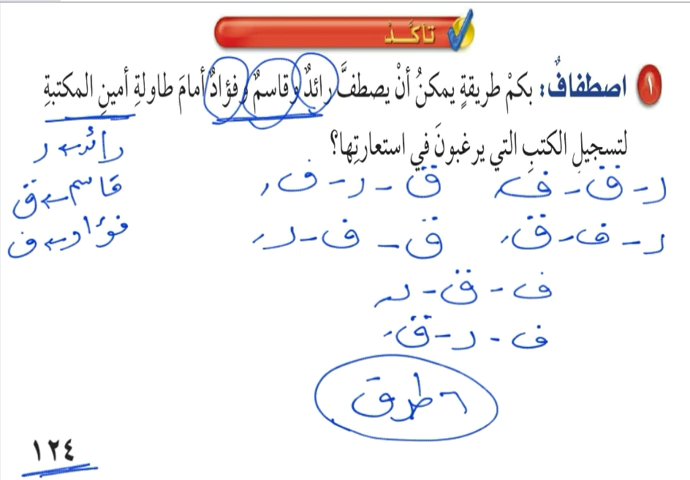 تأكَّد
١ اصطفافٌ: بكمْ طريقةٍ يمكنُ أنْ يصطفَّ رائدٌ وقاسمٌ وفؤادٌ أمامَ طاولةِ أمينِ المكتبةِ
لتسجيلِ الكتبِ التي يرغبونَ في استعارتِها؟
رائد ← ر
قاسم ← ق
فؤاد ← ف
ر - ق - ف، ق - ر - ف،
ر - ف - ق، ق - ف - ر،
ف - ق - ر
ف - ر - ق،
٦ طرق
١٢٤